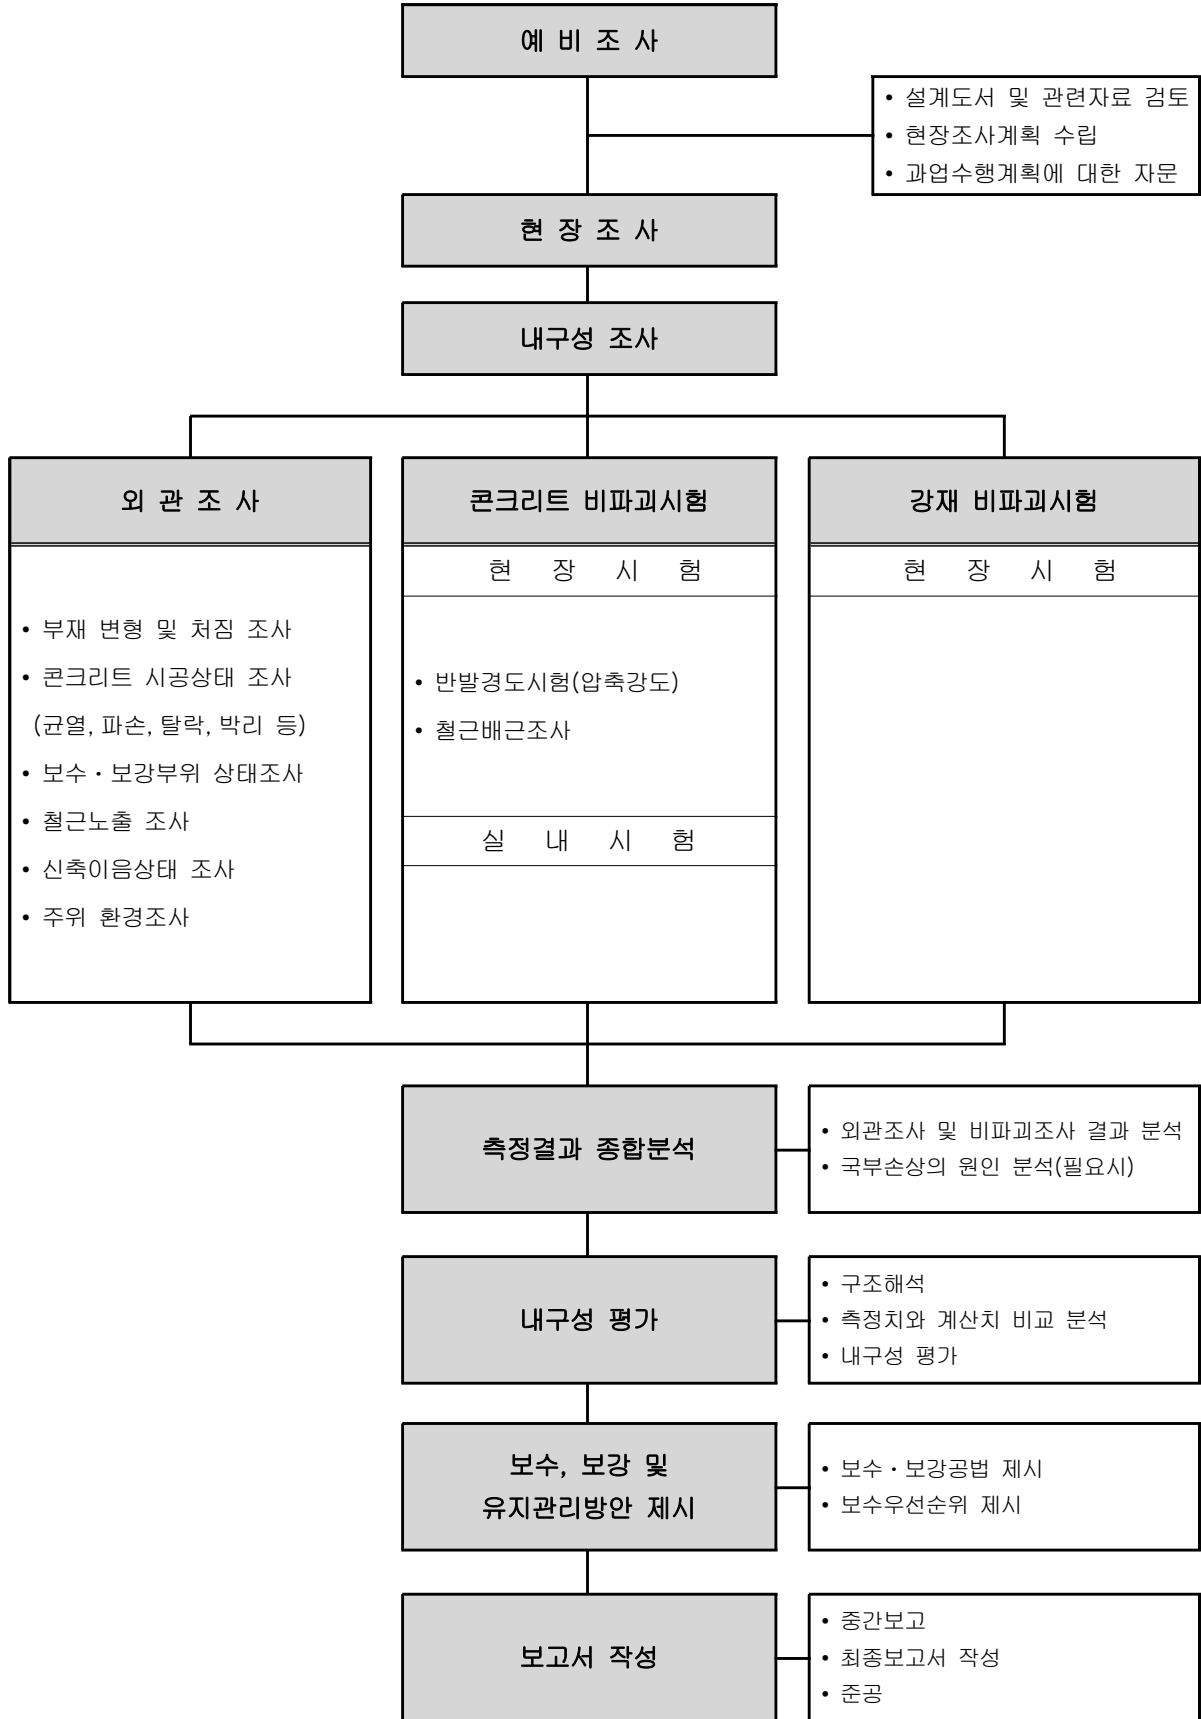 예 비 조 사
• 설계도서 및 관련자료 검토
• 현장조사계획 수립
• 과업수행계획에 대한 자문
현 장 조 사
내구성 조사
외 관 조 사
• 부재 변형 및 처짐 조사
• 콘크리트 시공상태 조사
(균열, 파손, 탈락, 박리 등)
• 보수・보강부위 상태조사
• 철근노출 조사
• 신축이음상태 조사
• 주위 환경조사
콘크리트 비파괴시험
현 장 시 험
• 반발경도시험(압축강도)
• 철근배근조사
실 내 시 험
강재 비파괴시험
현 장 시 험
측정결과 종합분석
• 외관조사 및 비파괴조사 결과 분석
• 국부손상의 원인 분석(필요시)
내구성 평가
• 구조해석
• 측정치와 계산치 비교 분석
• 내구성 평가
보수, 보강 및
유지관리방안 제시
• 보수・보강공법 제시
• 보수우선순위 제시
보고서 작성
• 중간보고
• 최종보고서 작성
• 준공